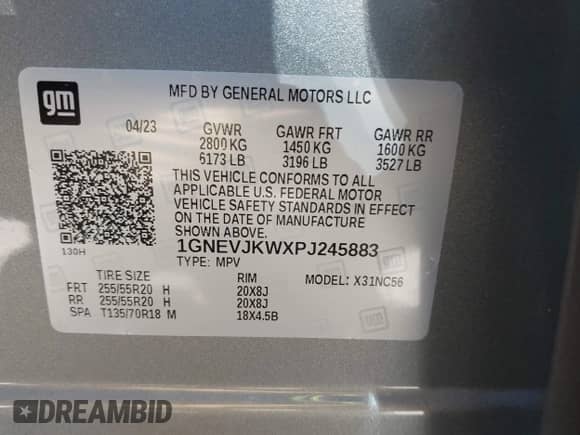 gm
MFD BY GENERAL MOTORS LLC
04/23 GVWR GAWR FRT GAWR RR
2800 KG 1450 KG 1600 KG
6173 LB 3196 LB 3527 LB
THIS VEHICLE CONFORMS TO ALL
APPLICABLE U.S. FEDERAL MOTOR
VEHICLE SAFETY STANDARDS IN EFFECT
ON THE DATE OF MANUFACTURE
SHOWN ABOVE.
1GNEVJKWXPJ245883
130H TYPE: MPV
TIRE SIZE RIM MODEL: X31NC56
FRT 255/55R20 H 20X8J
RR 255/55R20 H 20X8J
SPA T135/70R18 M 18X4.5B
DREAMBID